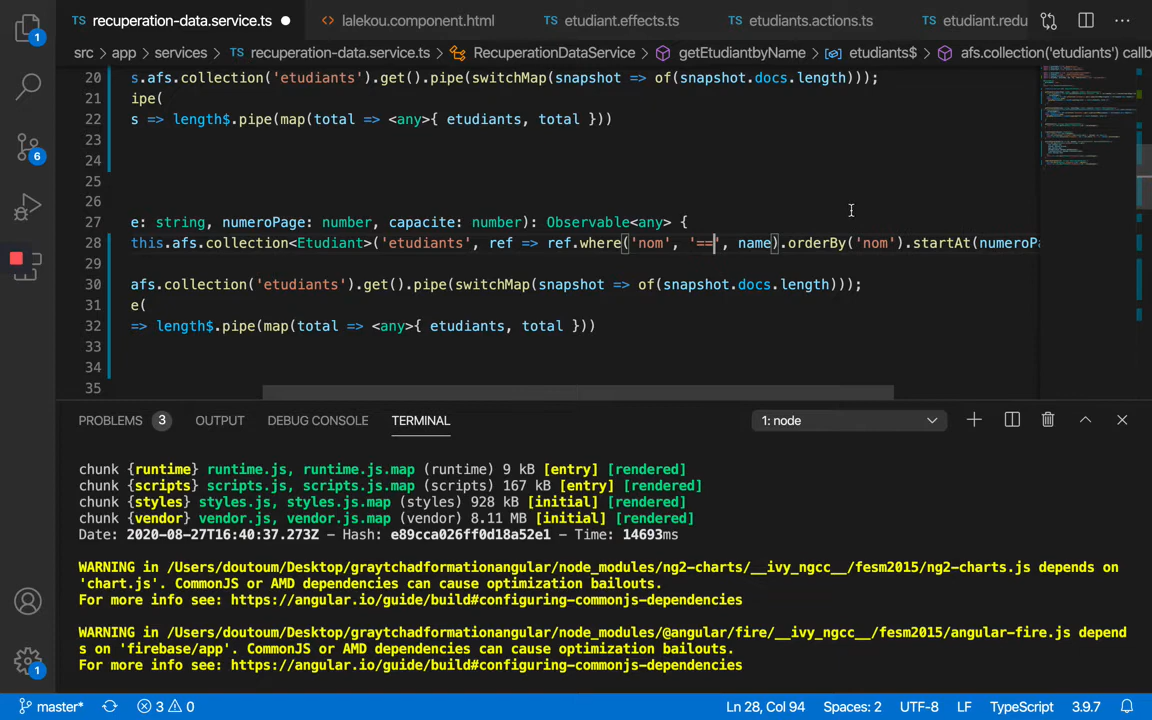 recuperation-data.service.ts lalekou.component.html etudiant.effects.ts etudiants.actions.ts etudiant.redu
src > app > services > recuperation-data.service.ts > RecuperationDataService > getEtudiantbyName > etudiants$ > afs.collection('etudiants') callb
20 s.afs.collection('etudiants').get().pipe(switchMap(snapshot => of(snapshot.docs.length)));
21 ipe(
22 s => length$.pipe(map(total => <any>{ etudiants, total }))
23
24
25
26
27 e: string, numeroPage: number, capacite: number): Observable<any> {
28 this.afs.collection<Etudiant>('etudiants', ref => ref.where('nom', '==', name).orderBy('nom').startAt(numeroPa
29
30 afs.collection('etudiants').get().pipe(switchMap(snapshot => of(snapshot.docs.length)));
31 e(
32 => length$.pipe(map(total => <any>{ etudiants, total }))
33
34
35
PROBLEMS 3 OUTPUT DEBUG CONSOLE TERMINAL 1: node
chunk {runtime} runtime.js, runtime.js.map (runtime) 9 kB [entry] [rendered]
chunk {scripts} scripts.js, scripts.js.map (scripts) 167 kB [entry] [rendered]
chunk {styles} styles.js, styles.js.map (styles) 928 kB [initial] [rendered]
chunk {vendor} vendor.js, vendor.js.map (vendor) 8.11 MB [initial] [rendered]
Date: 2020-08-27T16:40:37.273Z - Hash: e89cca026ff0d18a52e1 - Time: 14693ms
WARNING in /Users/doutoum/Desktop/graytchadformationangular/node_modules/ng2-charts/__ivy_ngcc__/fesm2015/ng2-charts.js depends on
'chart.js'. CommonJS or AMD dependencies can cause optimization bailouts.
For more info see: https://angular.io/guide/build#configuring-commonjs-dependencies
WARNING in /Users/doutoum/Desktop/graytchadformationangular/node_modules/@angular/fire/__ivy_ngcc__/fesm2015/angular-fire.js depend
s on 'firebase/app'. CommonJS or AMD dependencies can cause optimization bailouts.
For more info see: https://angular.io/guide/build#configuring-commonjs-dependencies
1
6
1
master* 3 0 Ln 28, Col 94 Spaces: 2 UTF-8 LF TypeScript 3.9.7